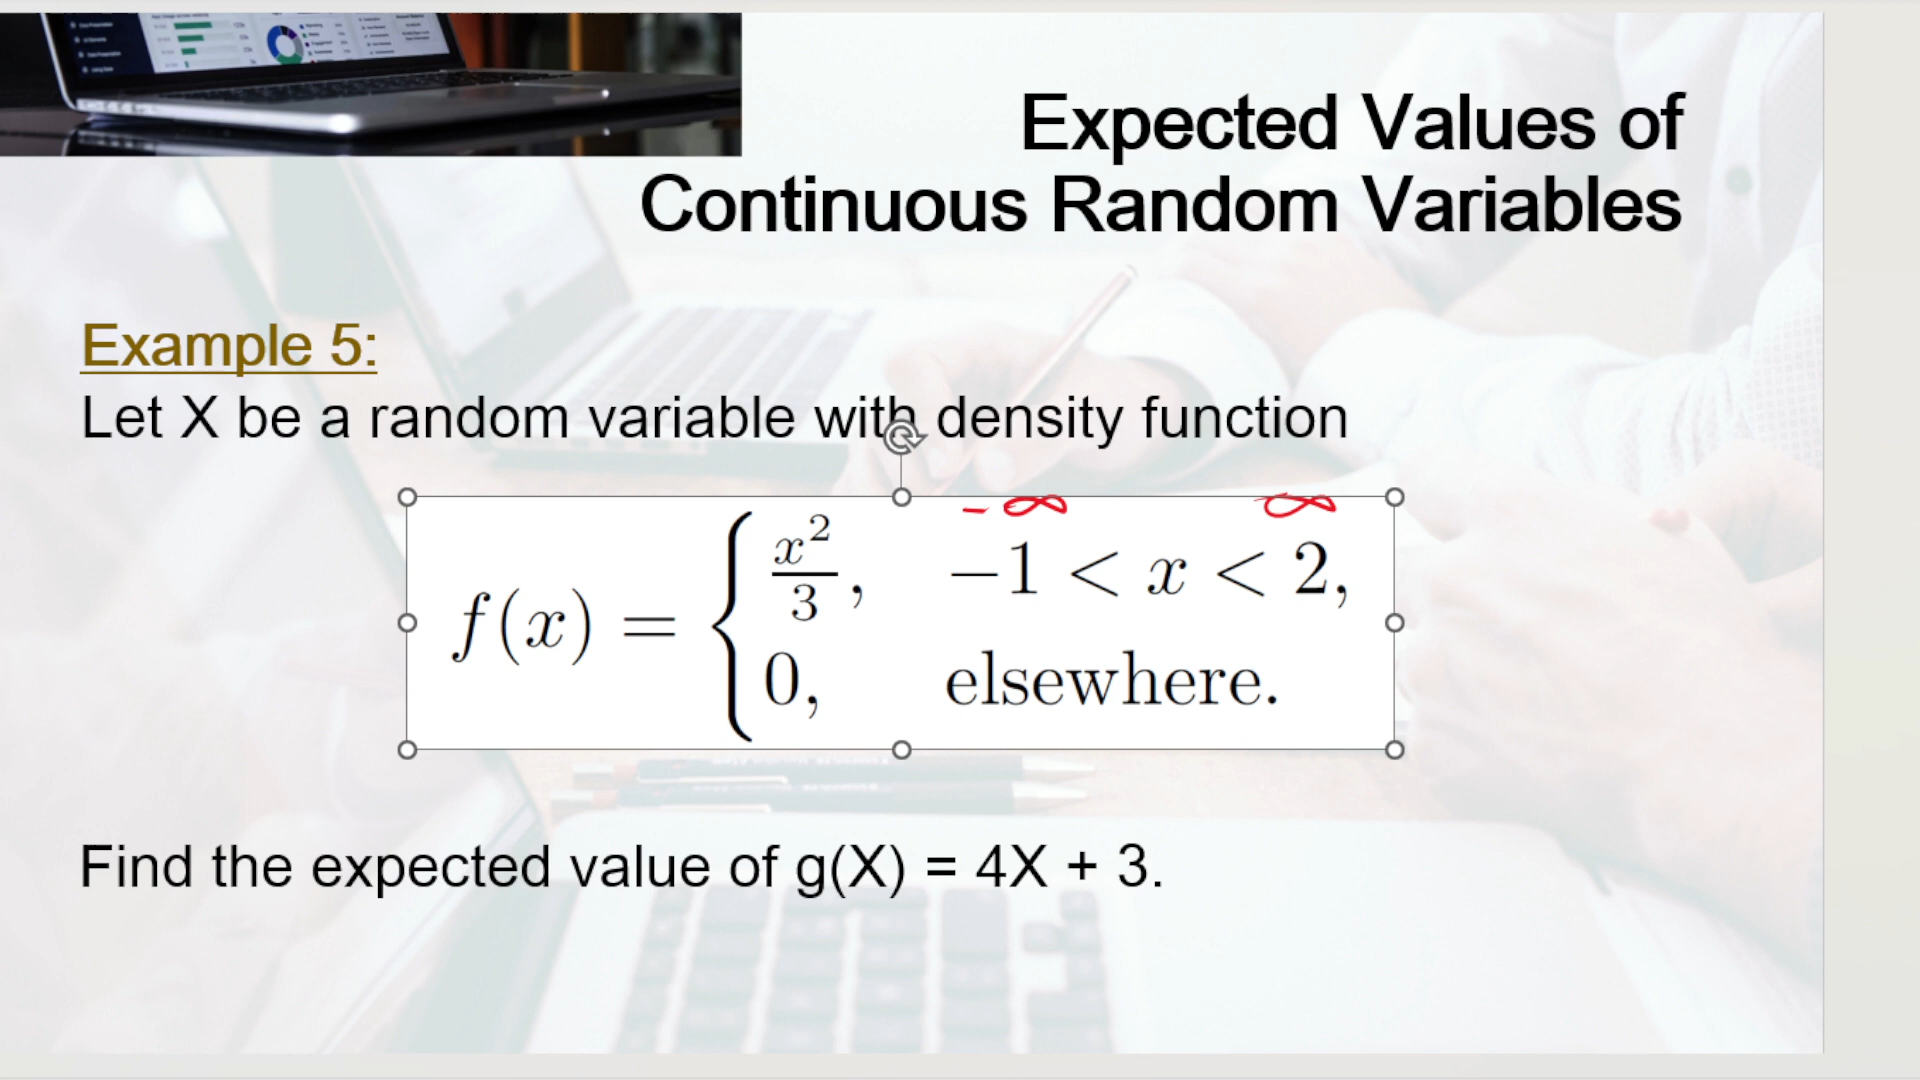 Expected Values of
Continuous Random Variables
Example 5:
Let X be a random variable with density function
-∞ ∞
f(x) = { x²/3, −1 < x < 2,
0, elsewhere.
Find the expected value of g(X) = 4X + 3.